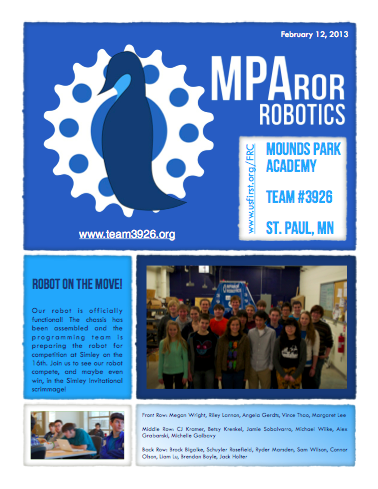 February 12, 2013
MPAROR
ROBOTICS
www.usfirst.org/FRC
MOUNDS PARK
ACADEMY
TEAM #3926
ST. PAUL, MN
www.team3926.org
ROBOT ON THE MOVE!
Our robot is officially
functional! The chassis has
been assembled and the
programming team is
preparing the robot for
competition at Simley on the
16th. Join us to see our robot
compete, and maybe even
win, in the Simley Invitational
scrimmage!
Front Row: Megan Wright, Riley Lorman, Angela Gerdts, Vince Thao, Margaret Lee
Middle Row: CJ Kramer, Betsy Krenkel, Jamie Sabalvarro, Michael Wilke, Alex
Grabanski, Michelle
Back Row: Brock Bigalke, Schuyler Rosefield, Ryder Marsden, Sam Wilson, Connor
Olson, Liam Lu, Brendan Boyle, Jack Holter